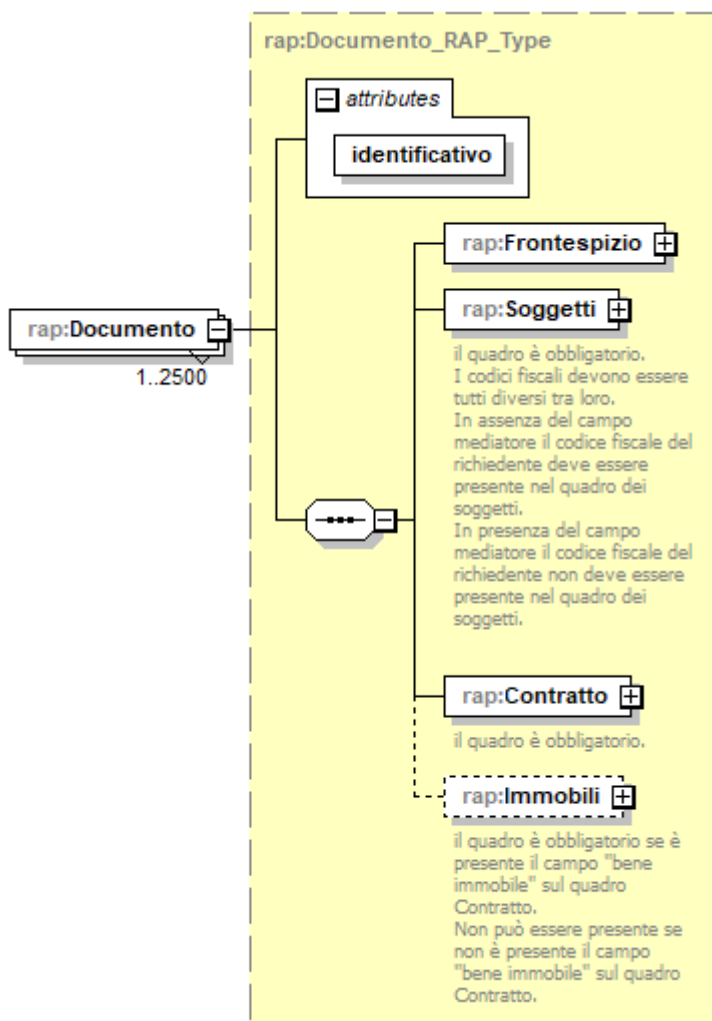 rap:Documento_RAP_Type
attributes
identificativo
rap:Frontespizio
rap:Soggetti
il quadro è obbligatorio.
I codici fiscali devono essere
tutti diversi tra loro.
In assenza del campo
mediatore il codice fiscale del
richiedente deve essere
presente nel quadro dei
soggetti.
In presenza del campo
mediatore il codice fiscale del
richiedente non deve essere
presente nel quadro dei
soggetti.
rap:Documento
1..2500
rap:Contratto
il quadro è obbligatorio.
rap:Immobili
il quadro è obbligatorio se è
presente il campo "bene
immobile" sul quadro
Contratto.
Non può essere presente se
non è presente il campo
"bene immobile" sul quadro
Contratto.